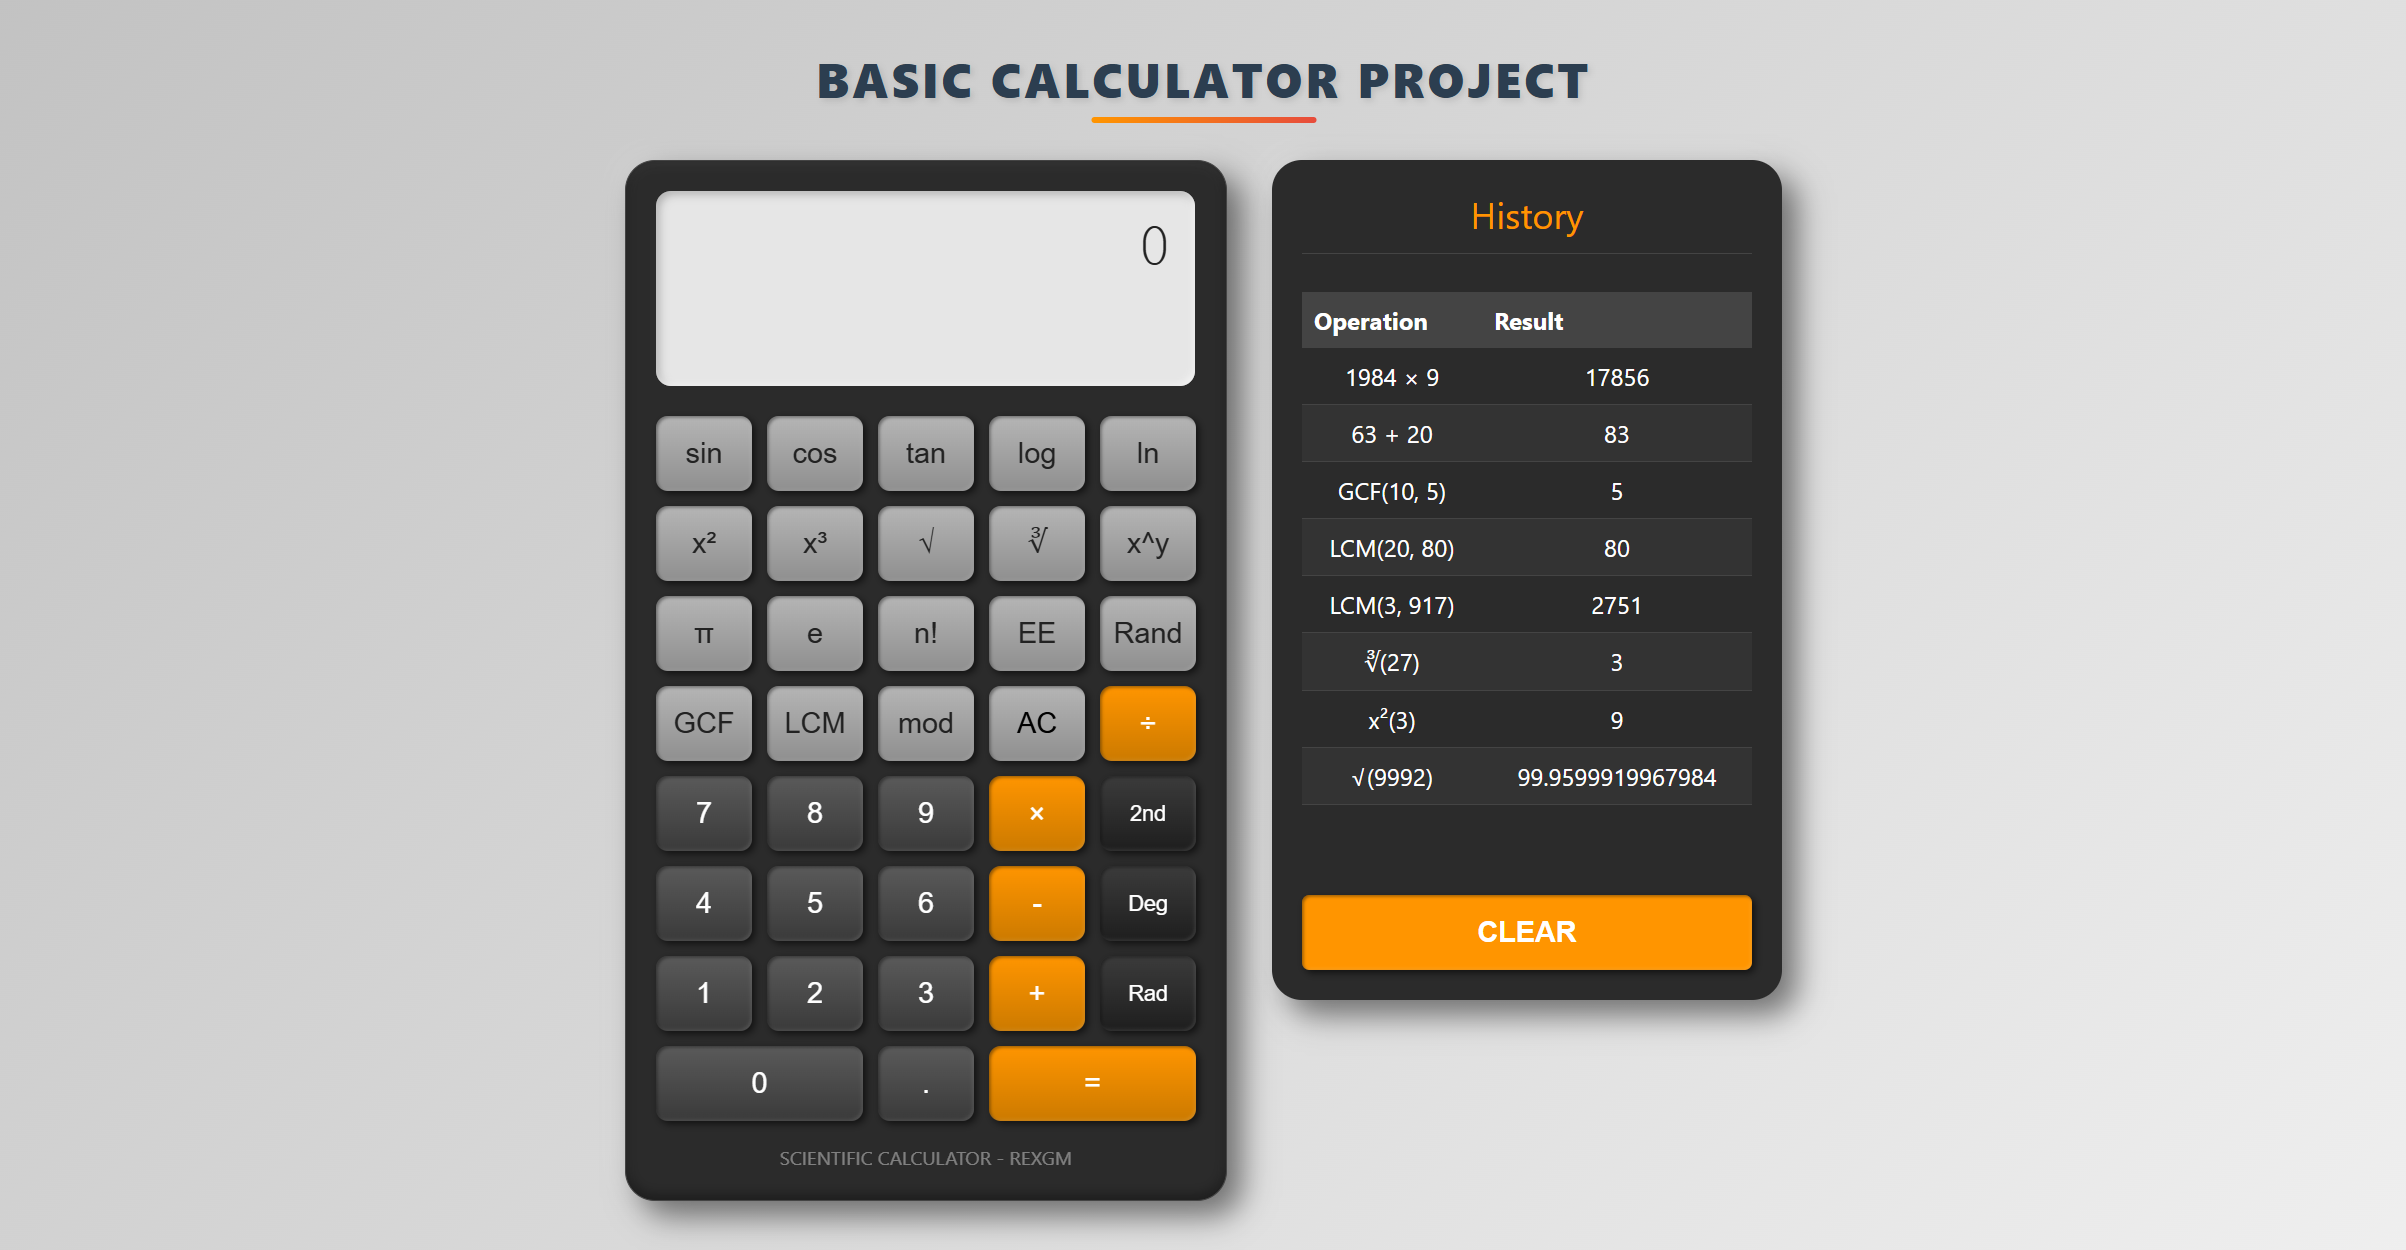 BASIC CALCULATOR PROJECT
0
sin cos tan log ln
x² x³ √ ∛ x^y
π e n! EE Rand
GCF LCM mod AC ÷
7 8 9 × 2nd
4 5 6 - Deg
1 2 3 + Rad
0 . =
SCIENTIFIC CALCULATOR - REXGM
History
Operation Result
1984 × 9 17856
63 + 20 83
GCF(10, 5) 5
LCM(20, 80) 80
LCM(3, 917) 2751
∛(27) 3
x²(3) 9
√(9992) 99.9599919967984
CLEAR